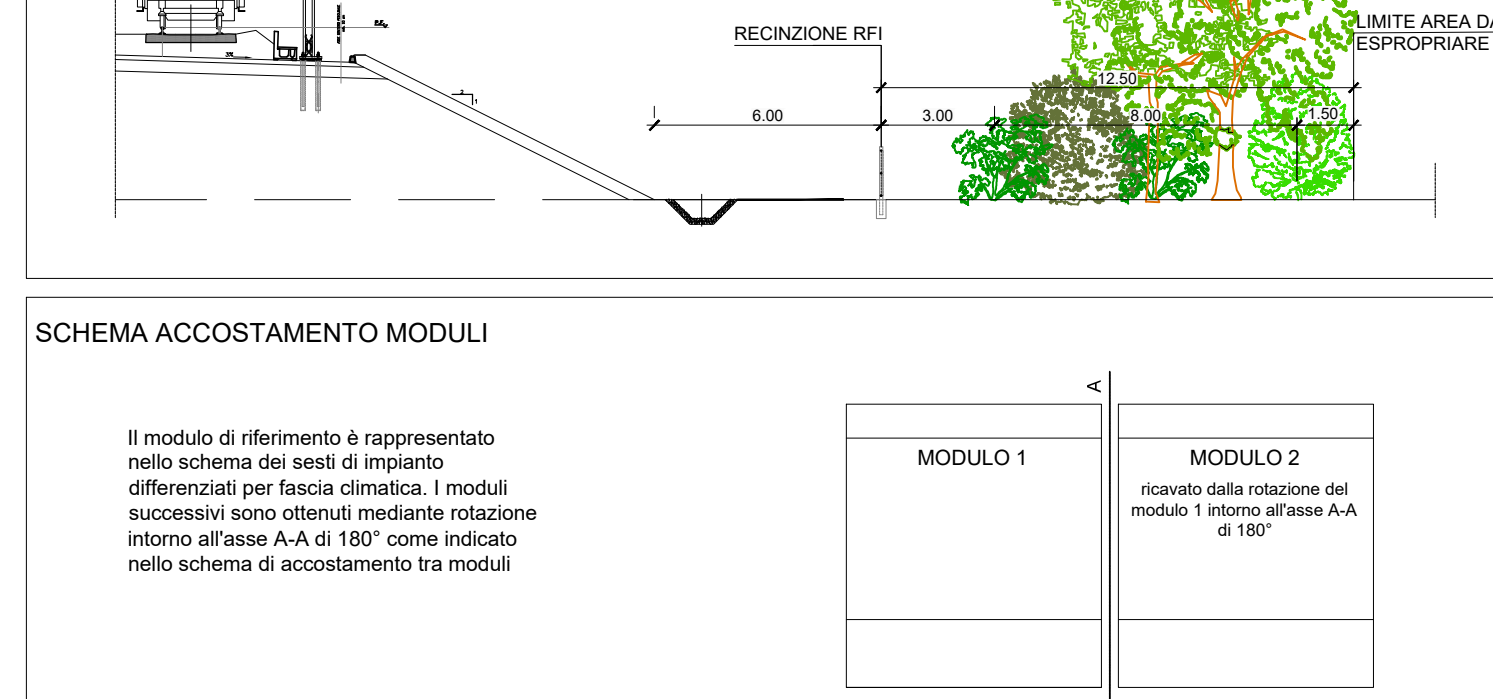 P.F.
3%
2
1
RECINZIONE RFI
LIMITE AREA DA
ESPROPRIARE
12.50
6.00
3.00
8.00
1.50
SCHEMA ACCOSTAMENTO MODULI
Il modulo di riferimento è rappresentato
nello schema dei sesti di impianto
differenziati per fascia climatica. I moduli
successivi sono ottenuti mediante rotazione
intorno all'asse A-A di 180° come indicato
nello schema di accostamento tra moduli
A
MODULO 1
MODULO 2
ricavato dalla rotazione del
modulo 1 intorno all'asse A-A
di 180°